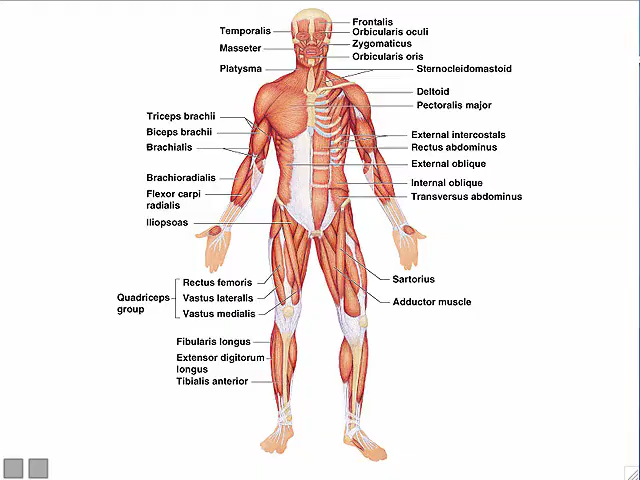 Temporalis
Masseter
Platysma
Frontalis
Orbicularis oculi
Zygomaticus
Orbicularis oris
Sternocleidomastoid
Deltoid
Pectoralis major
Triceps brachii
Biceps brachii
Brachialis
External intercostals
Rectus abdominus
External oblique
Brachioradialis
Flexor carpi
radialis
Iliopsoas
Internal oblique
Transversus abdominus
Quadriceps
group
Rectus femoris
Vastus lateralis
Vastus medialis
Sartorius
Adductor muscle
Fibularis longus
Extensor digitorum
longus
Tibialis anterior